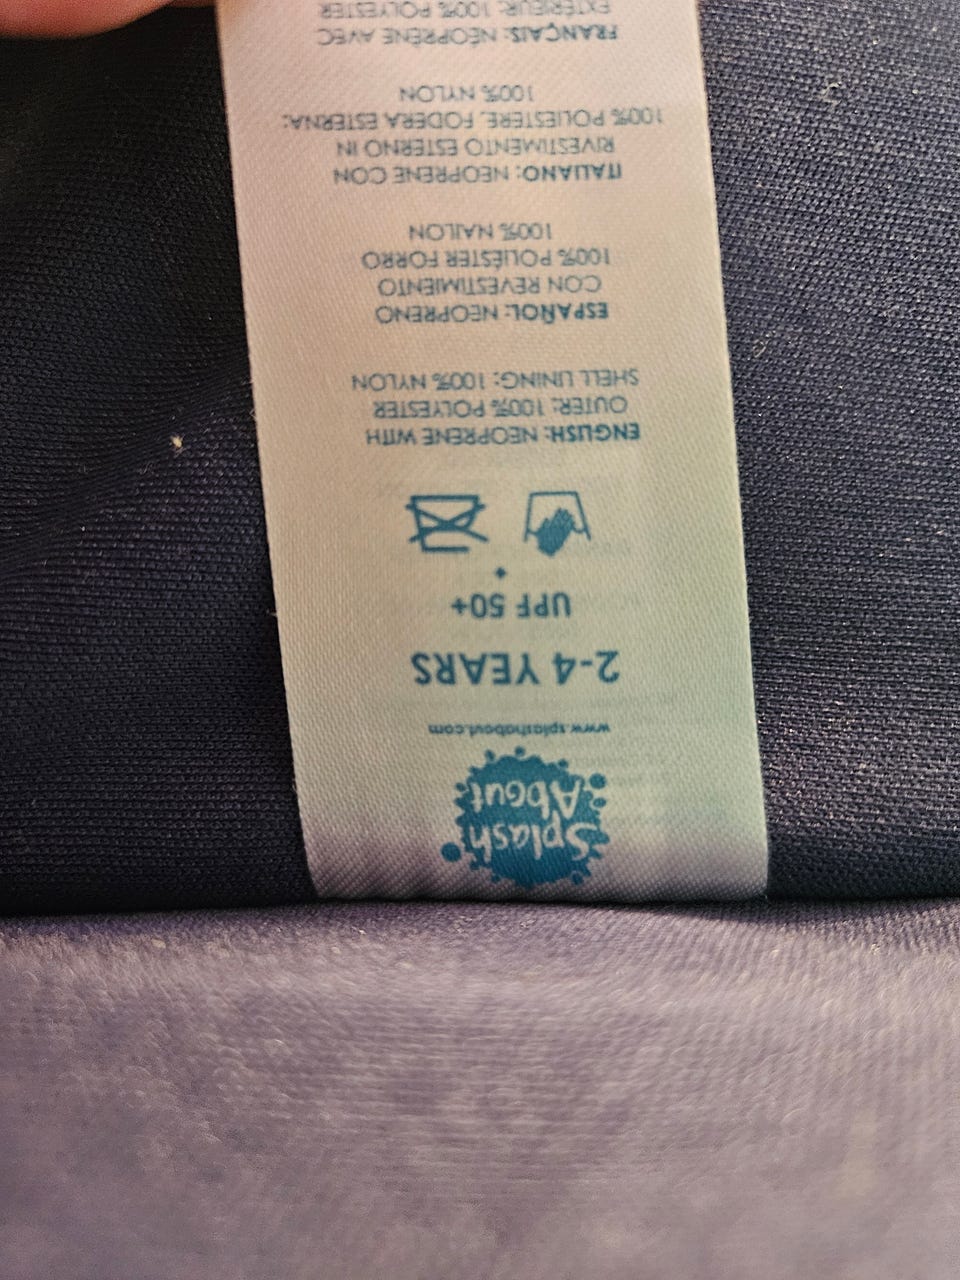 Splash
About
www.splashabout.com
2-4 YEARS
UPF 50+
ENGLISH: NEOPRENE WITH
OUTER: 100% POLYESTER
SHELL LINING: 100% NYLON
ESPAÑOL: NEOPRENO
CON REVESTIMIENTO
100% POLIÉSTER FORRO
100% NAILON
ITALIANO: NEOPRENE CON
RIVESTIMENTO ESTERNO IN
100% POLIESTERE. FODERA ESTERNA:
100% NYLON
FRANÇAIS: NÉOPRÈNE AVEC
EXTÉRIEUR: 100% POLYESTER